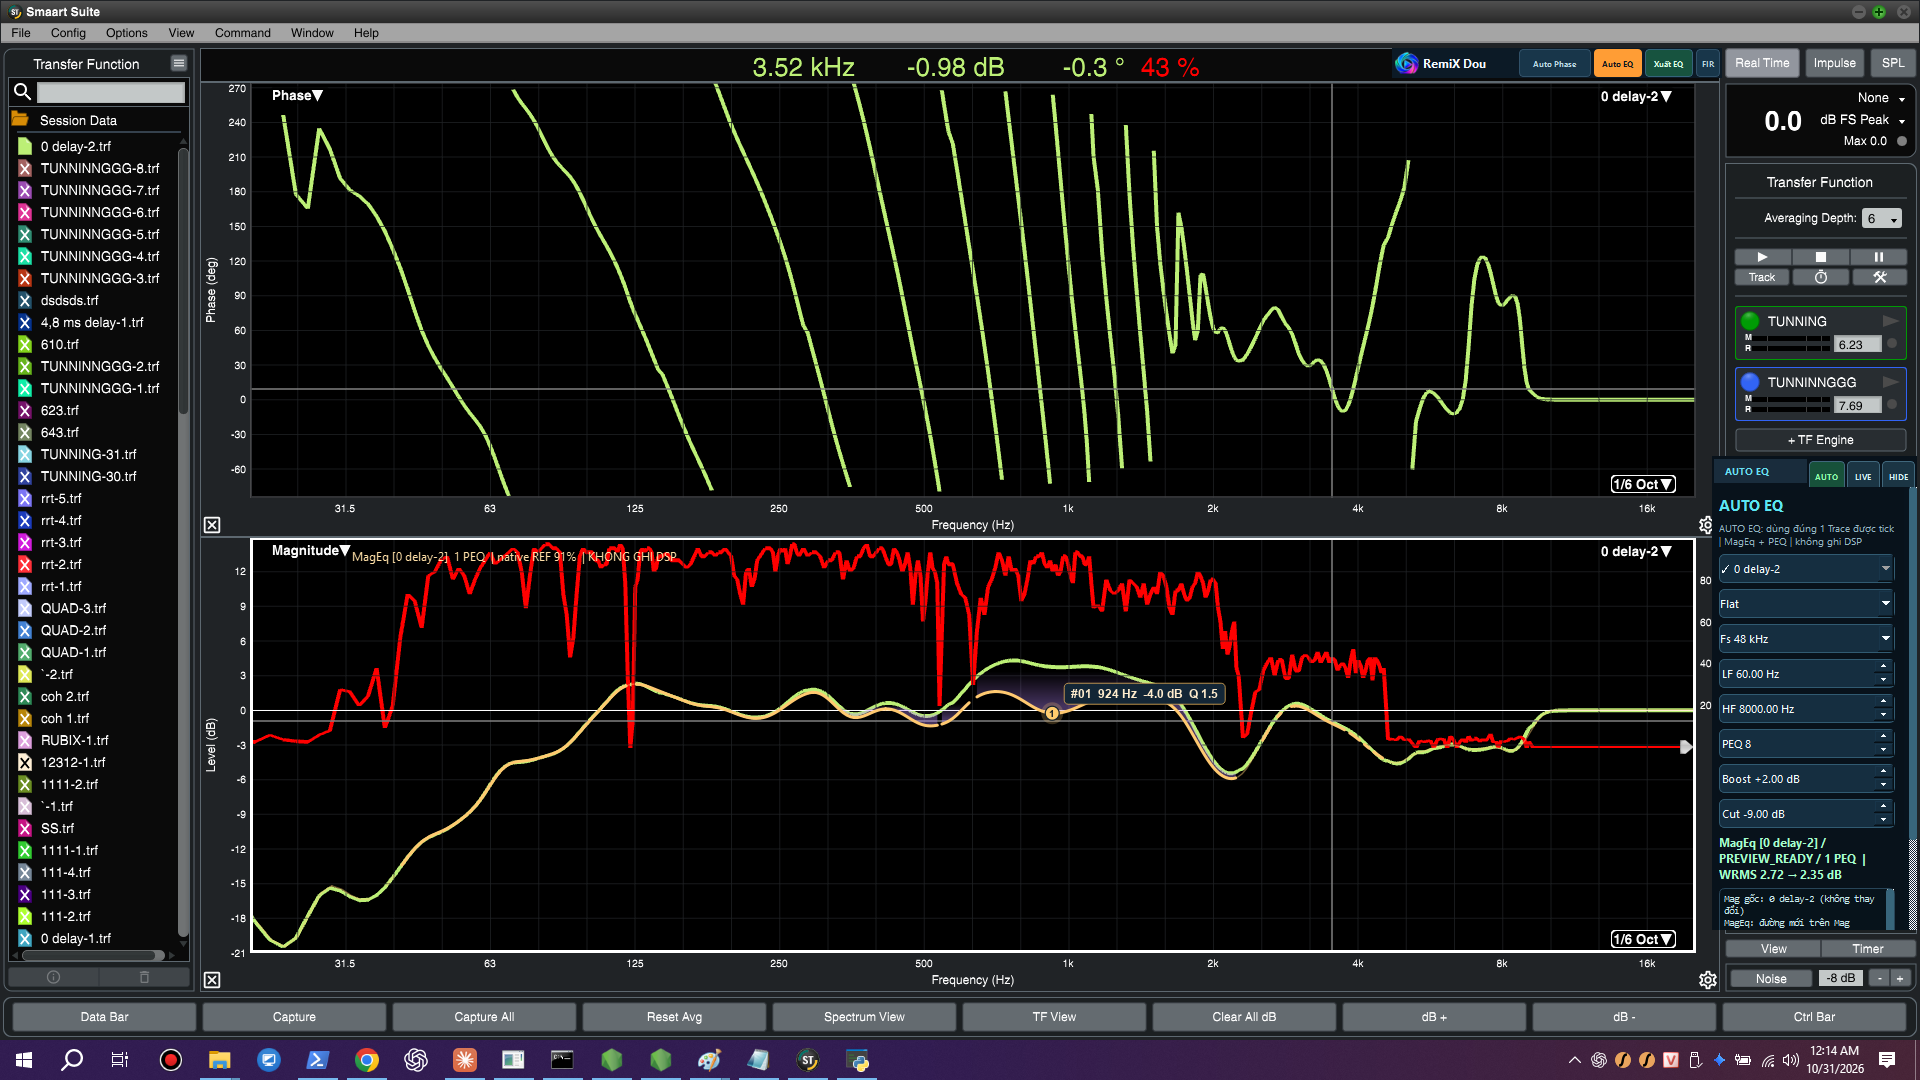 Smaart Suite
File Config Options View Command Window Help
Transfer Function
3.52 kHz -0.98 dB -0.3 ° 43 %
RemiX Dou Auto Phase Auto EQ Xuất EQ FIR
Real Time Impulse SPL
Session Data
0 delay-2.trf
TUNNINNGGG-8.trf
TUNNINNGGG-7.trf
TUNNINNGGG-6.trf
TUNNINNGGG-5.trf
TUNNINNGGG-4.trf
TUNNINNGGG-3.trf
dsdsds.trf
4,8 ms delay-1.trf
610.trf
TUNNINNGGG-2.trf
TUNNINNGGG-1.trf
623.trf
643.trf
TUNNING-31.trf
TUNNING-30.trf
rrt-5.trf
rrt-4.trf
rrt-3.trf
rrt-2.trf
rrt-1.trf
QUAD-3.trf
QUAD-2.trf
QUAD-1.trf
`-2.trf
coh 2.trf
coh 1.trf
RUBIX-1.trf
12312-1.trf
1111-2.trf
`-1.trf
SS.trf
1111-1.trf
111-4.trf
111-3.trf
111-2.trf
0 delay-1.trf
Phase▼
0 delay-2▼
Phase (deg)
270
240
210
180
150
120
90
60
30
0
-30
-60
1/6 Oct▼
31.5 63 125 250 500 1k 2k 4k 8k 16k
Frequency (Hz)
Magnitude▼
MagEq [0 delay-2] 1 PEQ | native REF 91% | KHONG GHI DSP
0 delay-2▼
Level (dB)
12
9
6
3
0
-3
-6
-9
-12
-15
-18
-21
80
60
40
20
#01 924 Hz -4.0 dB Q 1.5
1
1/6 Oct▼
31.5 63 125 250 500 1k 2k 4k 8k 16k
Frequency (Hz)
None
0.0 dB FS Peak
Max 0.0
Transfer Function
Averaging Depth: 6
Track
TUNNING
M
R
6.23
TUNNINNGGG
M
R
7.69
+ TF Engine
AUTO EQ AUTO LIVE HIDE
AUTO EQ
AUTO EQ: dùng đúng 1 Trace được tick
| MagEq + PEQ | không ghi DSP
✓ 0 delay-2
Flat
Fs 48 kHz
LF 60.00 Hz
HF 8000.00 Hz
PEQ 8
Boost +2.00 dB
Cut -9.00 dB
MagEq [0 delay-2] /
PREVIEW_READY / 1 PEQ |
WRMS 2.72 → 2.35 dB
Mag gốc: 0 delay-2 (không thay
đổi)
MagEq: đường mới trên Mag
View Timer
Noise -8 dB - +
Data Bar Capture Capture All Reset Avg Spectrum View TF View Clear All dB dB + dB - Ctrl Bar
ST
12:14 AM
10/31/2026